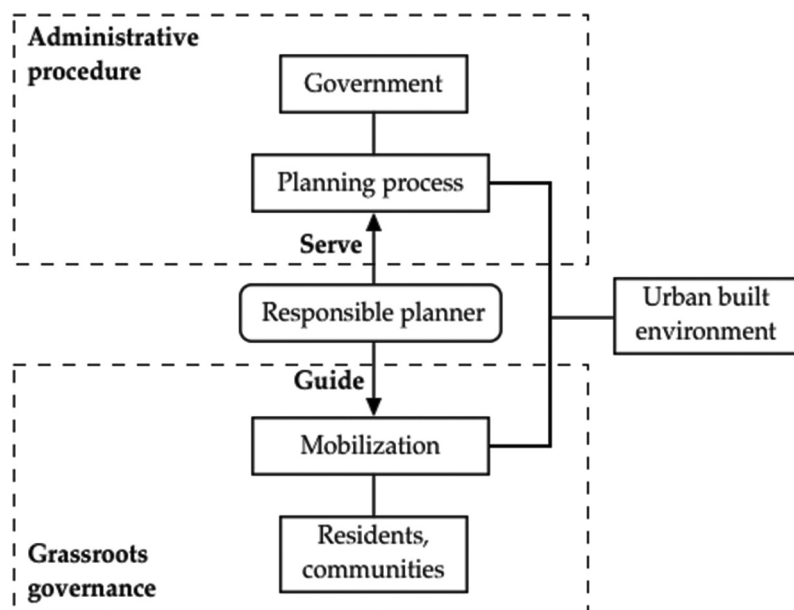 Administrative
procedure
Government
Planning process
Serve
Responsible planner
Urban built
environment
Guide
Mobilization
Residents,
communities
Grassroots
governance